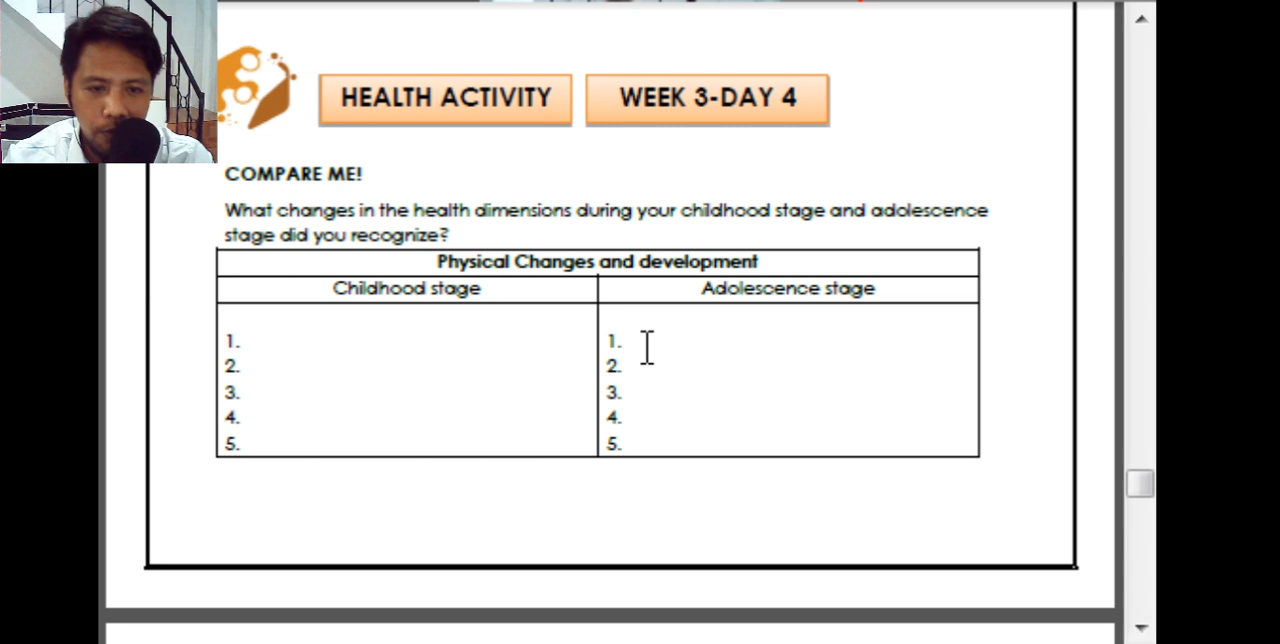 HEALTH ACTIVITY WEEK 3-DAY 4
COMPARE ME!
What changes in the health dimensions during your childhood stage and adolescence
stage did you recognize?
Physical Changes and development
Childhood stage Adolescence stage
1. 1.
2. 2.
3. 3.
4. 4.
5. 5.